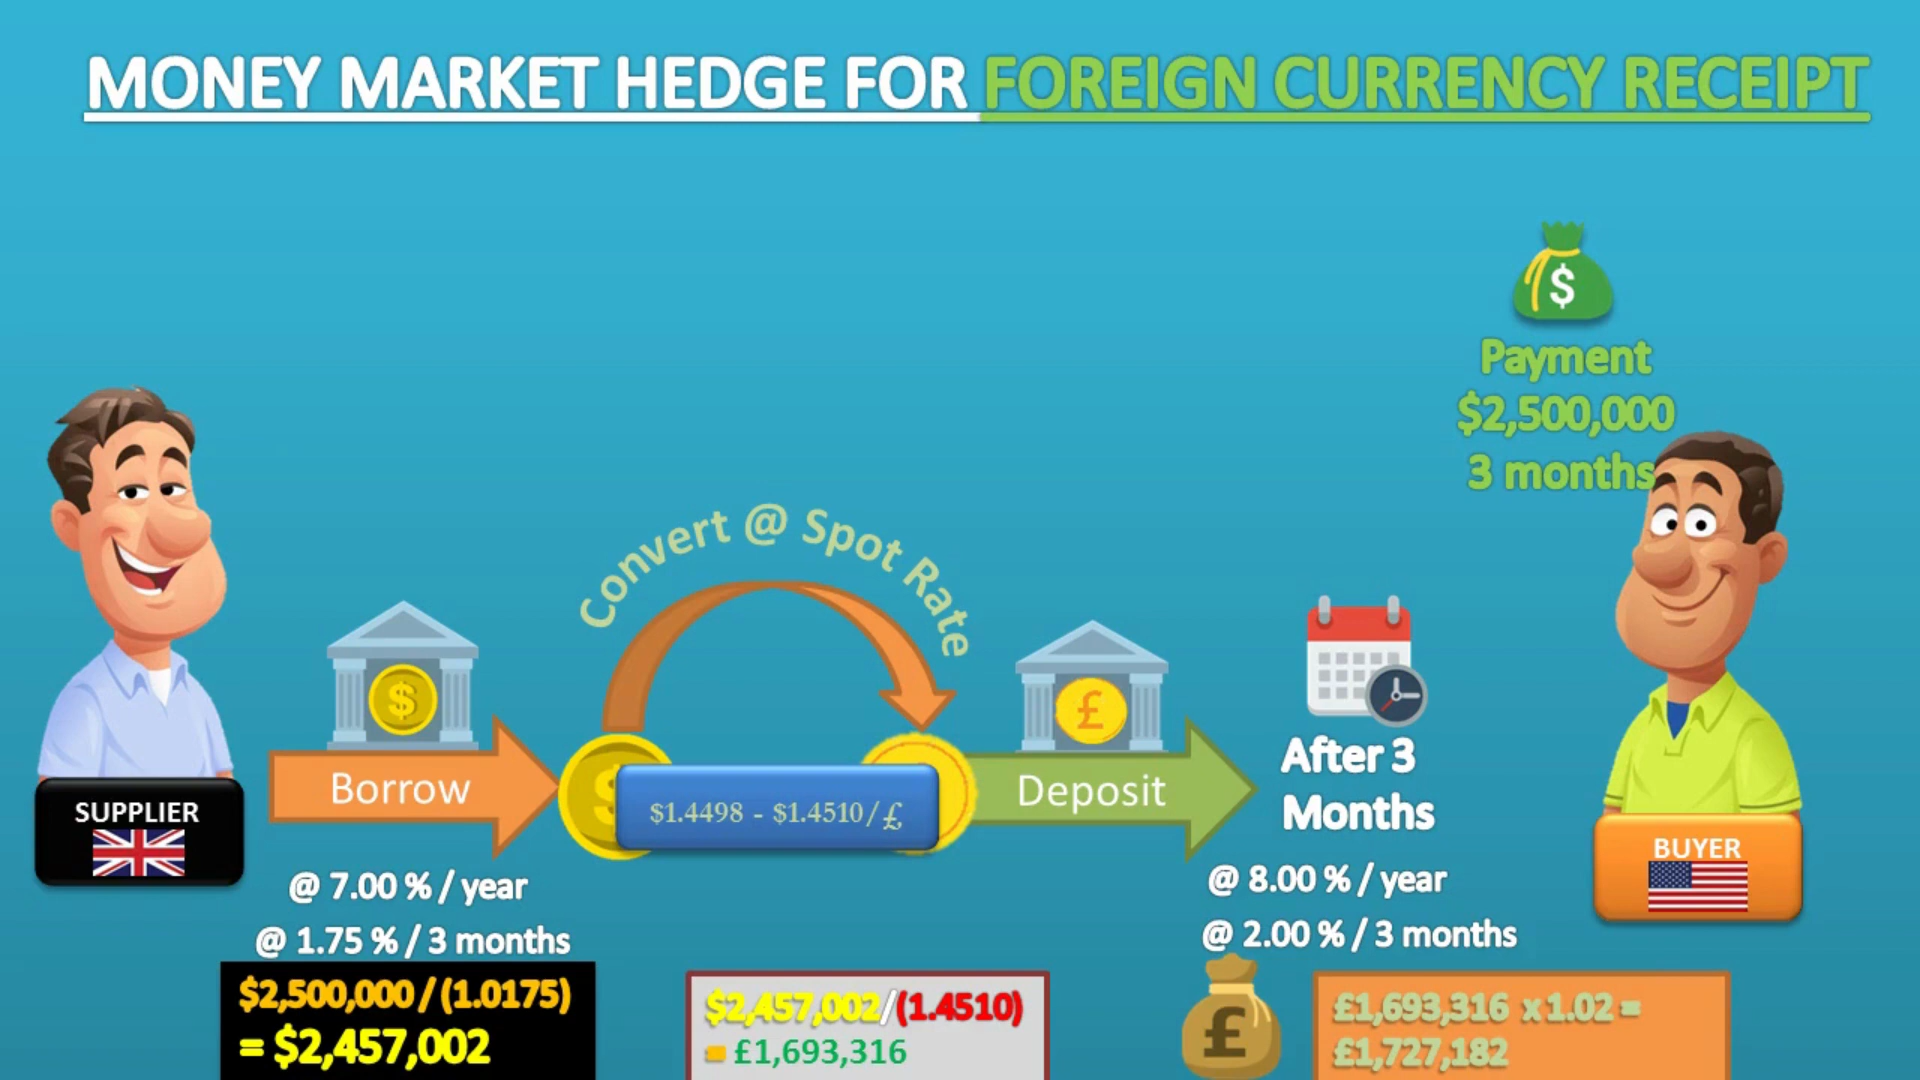 MONEY MARKET HEDGE FOR FOREIGN CURRENCY RECEIPT
$
Payment
$2,500,000
3 months
Convert @ Spot Rate
$
£
Borrow
$
$1.4498 - $1.4510/£
Deposit
After 3
Months
SUPPLIER
BUYER
@ 7.00 % / year
@ 1.75 % / 3 months
@ 8.00 % / year
@ 2.00 % / 3 months
$2,500,000 / (1.0175)
= $2,457,002
$2,457,002/(1.4510)
= £1,693,316
£
£1,693,316 x 1.02 =
£1,727,182